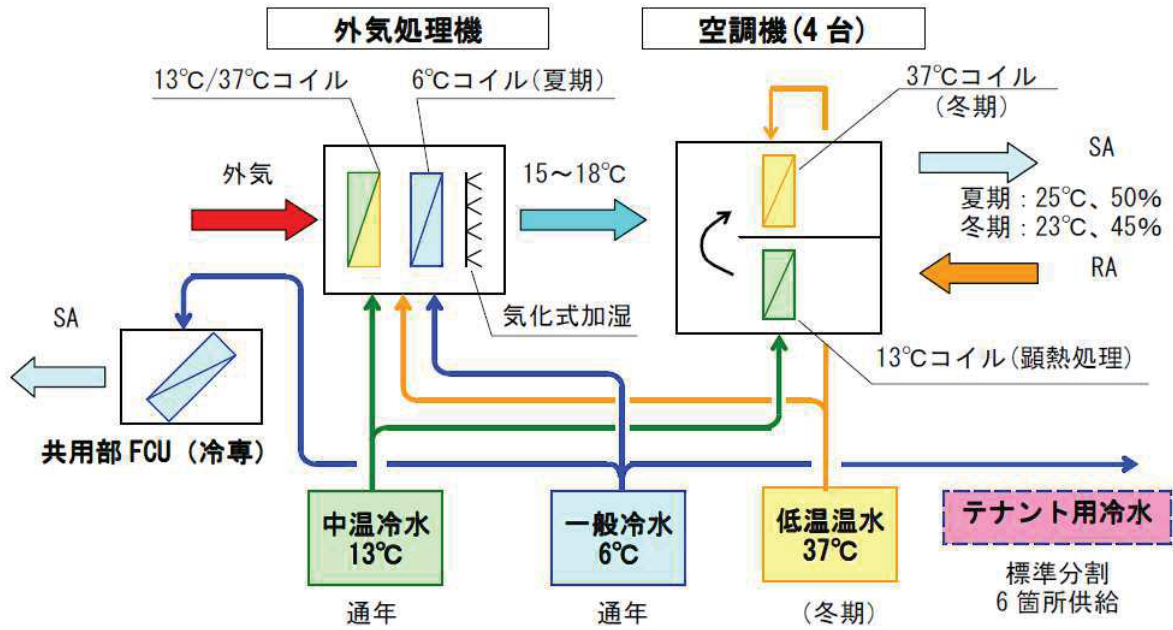 外気処理機
空調機(4台)
13℃/37℃コイル
6℃コイル(夏期)
37℃コイル
(冬期)
外気
15～18℃
SA
夏期：25℃、50%
冬期：23℃、45%
RA
気化式加湿
SA
13℃コイル(顕熱処理)
共用部 FCU（冷専）
中温冷水
13℃
一般冷水
6℃
低温温水
37℃
テナント用冷水
通年
通年
(冬期)
標準分割
6箇所供給